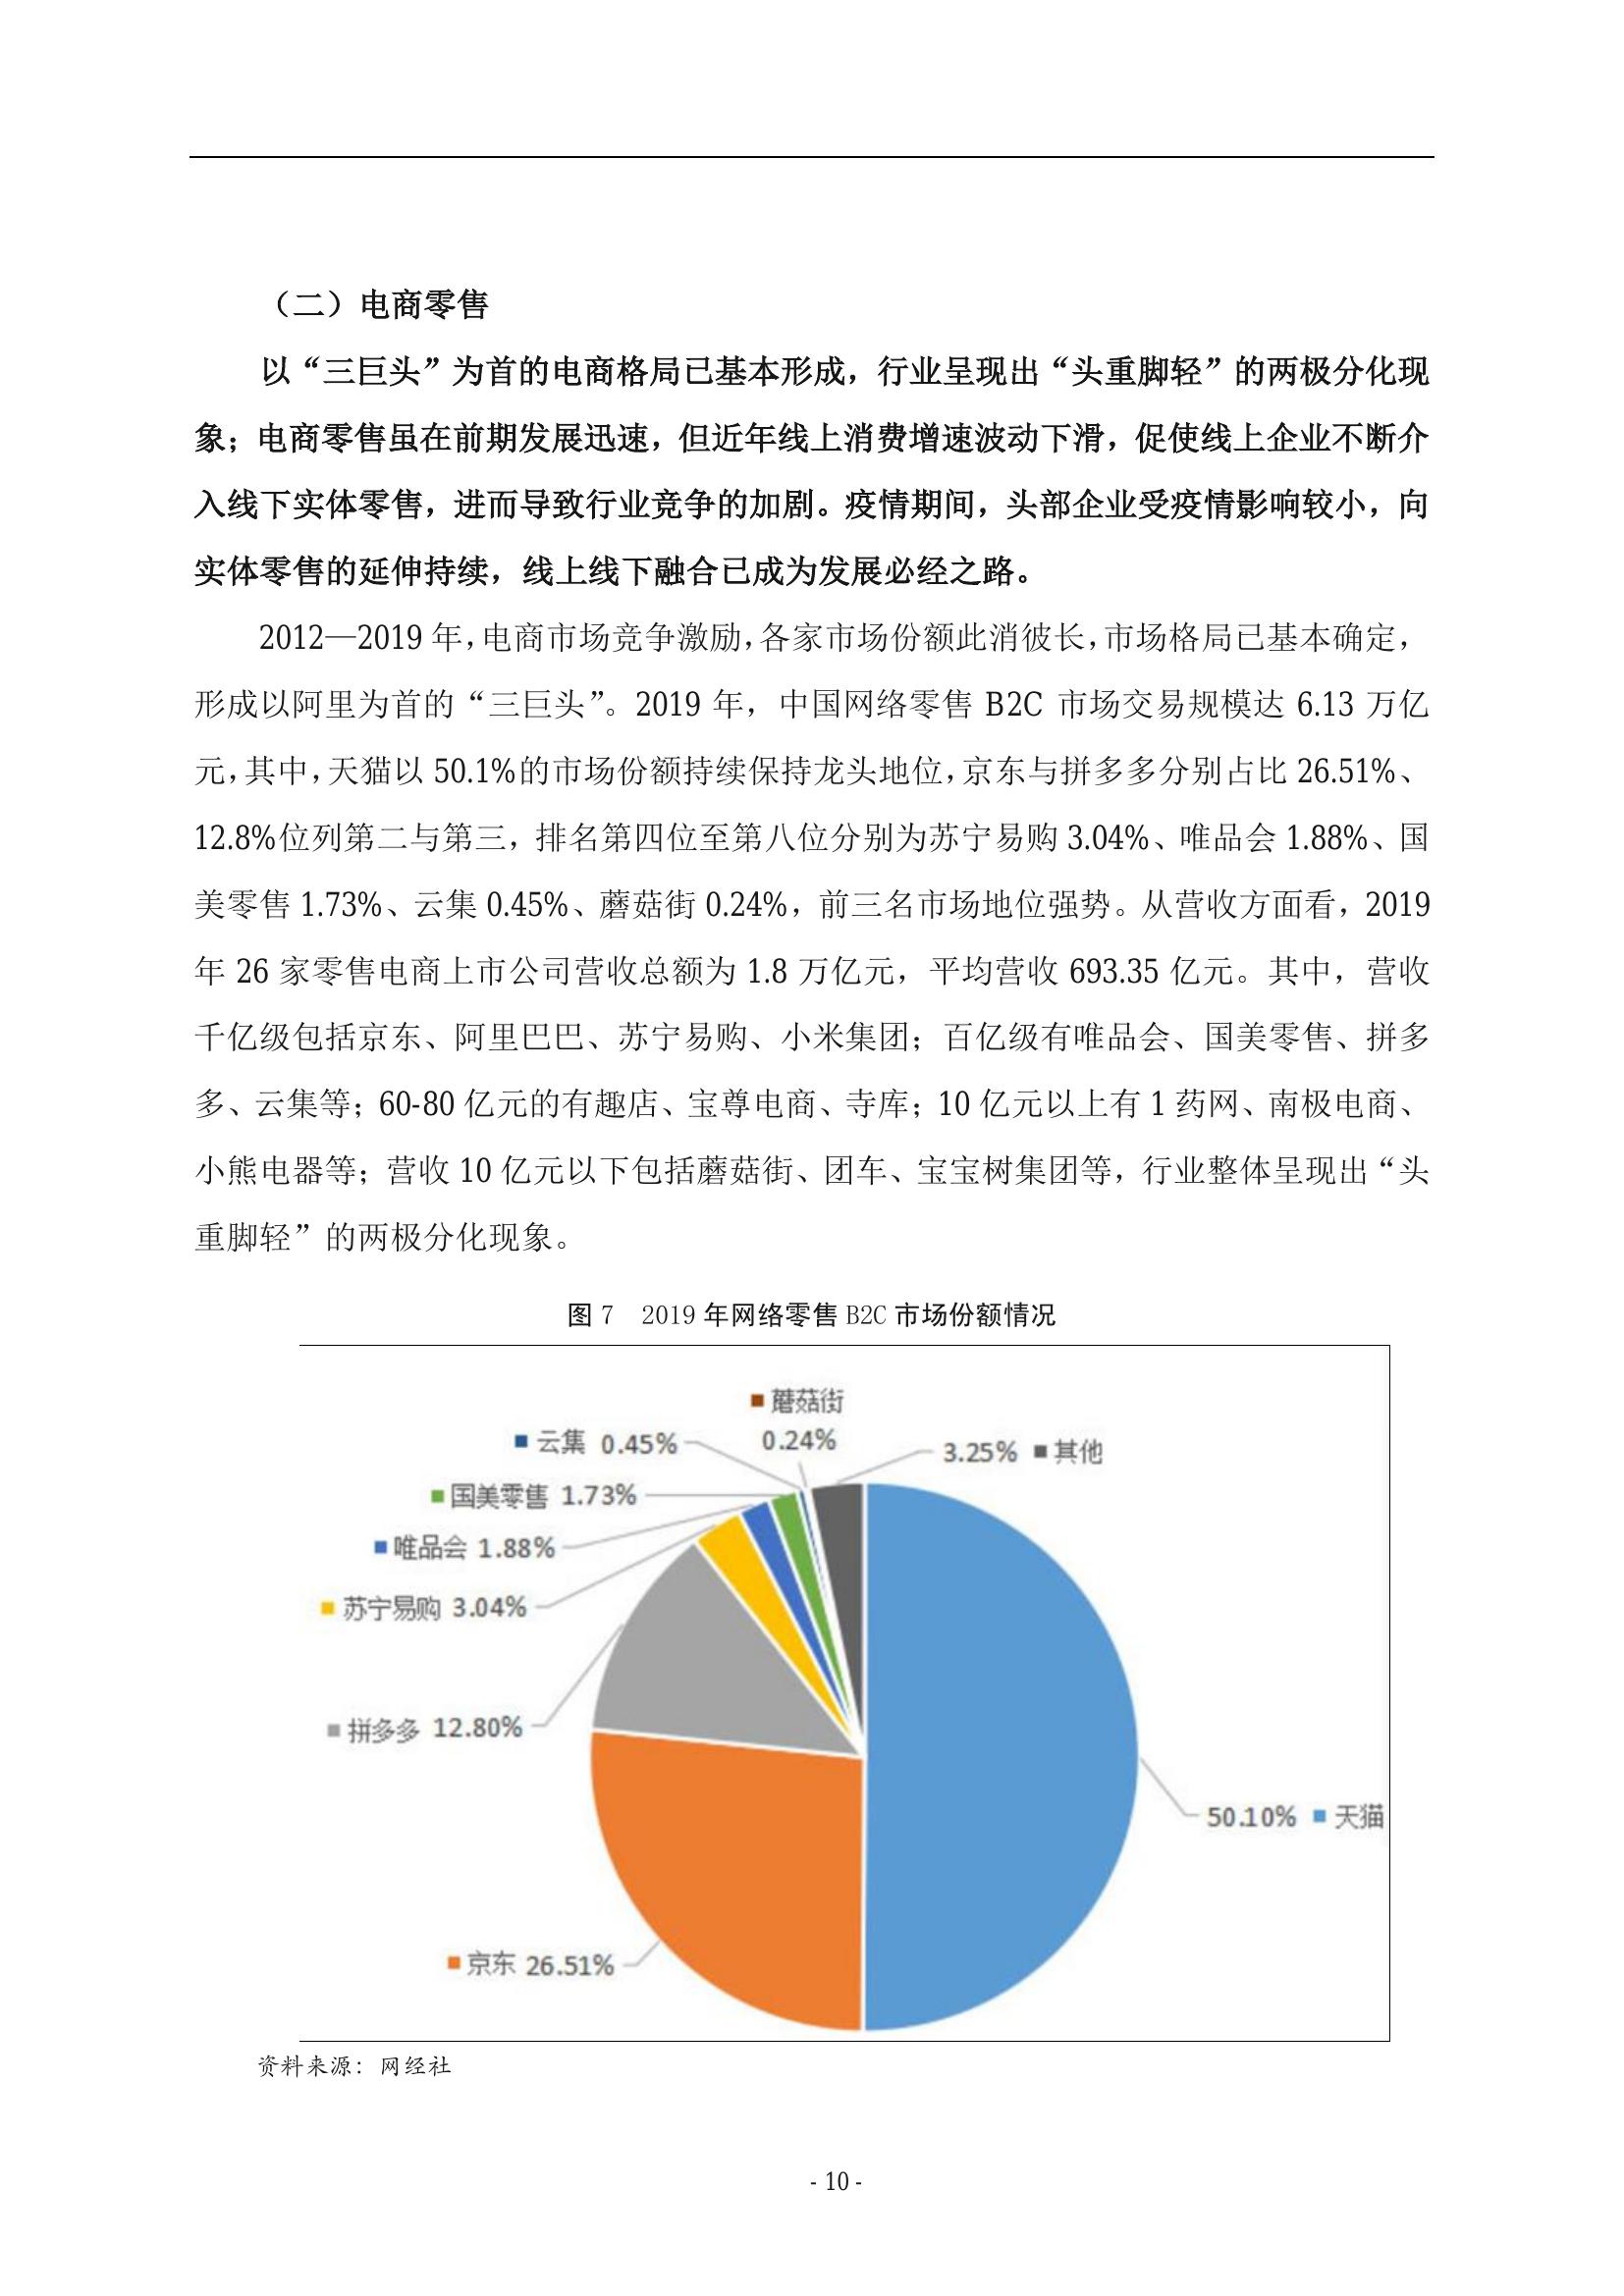 （二）电商零售
以“三巨头”为首的电商格局已基本形成，行业呈现出“头重脚轻”的两极分化现
象；电商零售虽在前期发展迅速，但近年线上消费增速波动下滑，促使线上企业不断介
入线下实体零售，进而导致行业竞争的加剧。疫情期间，头部企业受疫情影响较小，向
实体零售的延伸持续，线上线下融合已成为发展必经之路。
2012—2019 年，电商市场竞争激励，各家市场份额此消彼长，市场格局已基本确定，
形成以阿里为首的“三巨头”。2019 年，中国网络零售 B2C 市场交易规模达 6.13 万亿
元，其中，天猫以 50.1%的市场份额持续保持龙头地位，京东与拼多多分别占比 26.51%、
12.8%位列第二与第三，排名第四位至第八位分别为苏宁易购 3.04%、唯品会 1.88%、国
美零售 1.73%、云集 0.45%、蘑菇街 0.24%，前三名市场地位强势。从营收方面看，2019
年 26 家零售电商上市公司营收总额为 1.8 万亿元，平均营收 693.35 亿元。其中，营收
千亿级包括京东、阿里巴巴、苏宁易购、小米集团；百亿级有唯品会、国美零售、拼多
多、云集等；60-80 亿元的有趣店、宝尊电商、寺库；10 亿元以上有 1 药网、南极电商、
小熊电器等；营收 10 亿元以下包括蘑菇街、团车、宝宝树集团等，行业整体呈现出“头
重脚轻”的两极分化现象。
图 7 2019 年网络零售 B2C 市场份额情况
蘑菇街
0.24%
云集 0.45%
3.25% 其他
国美零售 1.73%
唯品会 1.88%
苏宁易购 3.04%
拼多多 12.80%
50.10% 天猫
京东 26.51%
资料来源：网经社
- 10 -